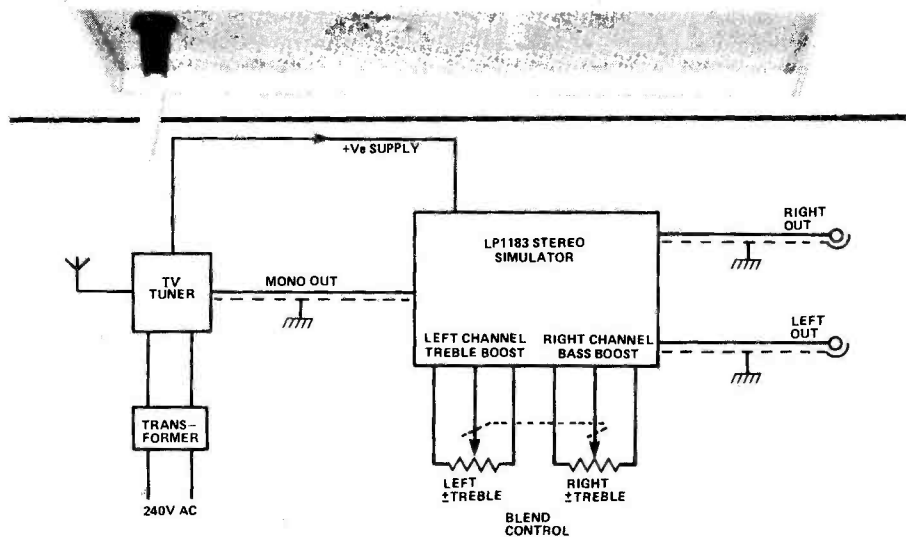 +Ve SUPPLY
RIGHT
OUT
LP1183 STEREO
SIMULATOR
TV
TUNER
MONO OUT
LEFT
OUT
LEFT CHANNEL
TREBLE BOOST
RIGHT CHANNEL
BASS BOOST
TRANS-
FORMER
LEFT
±TREBLE
RIGHT
±TREBLE
240V AC
BLEND
CONTROL